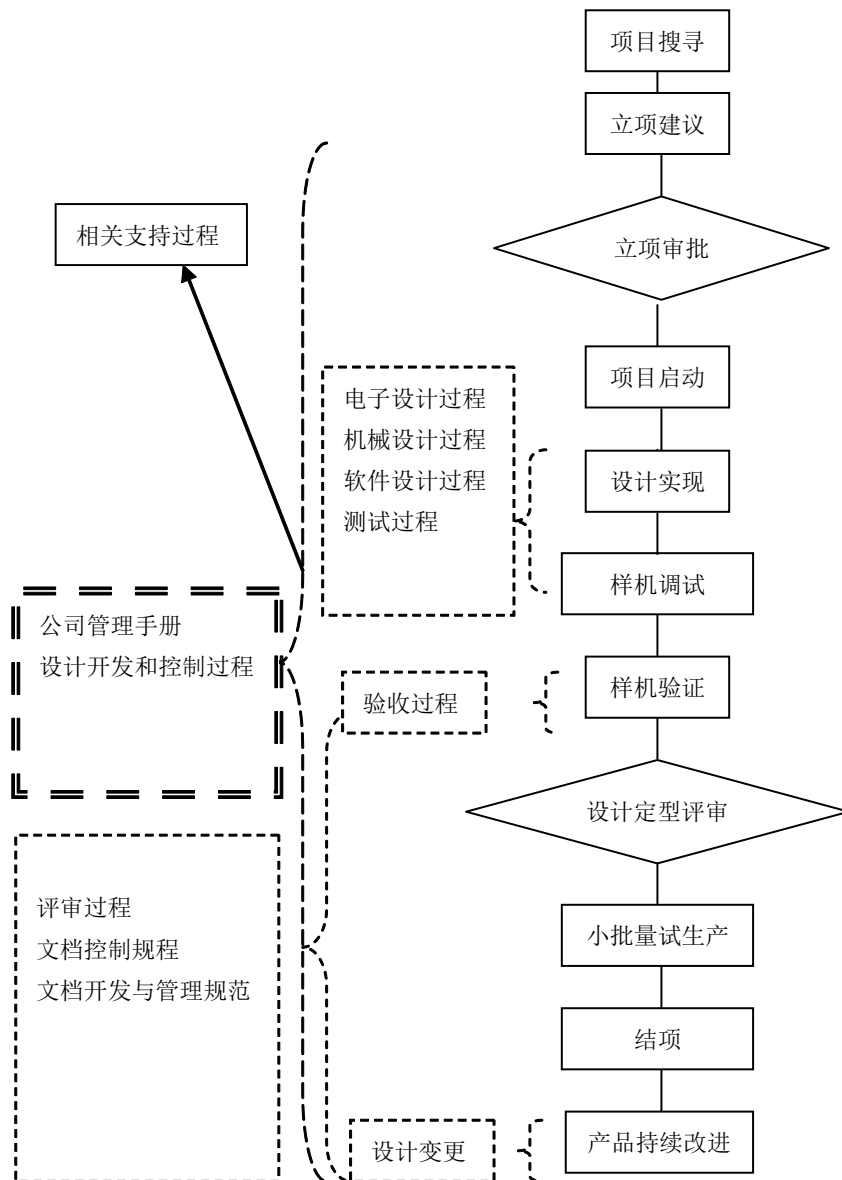 项目搜寻
立项建议
相关支持过程
立项审批
项目启动
电子设计过程
机械设计过程
软件设计过程
测试过程
设计实现
样机调试
公司管理手册
设计开发和控制过程
验收过程
样机验证
设计定型评审
评审过程
文档控制规程
文档开发与管理规范
小批量试生产
结项
设计变更
产品持续改进